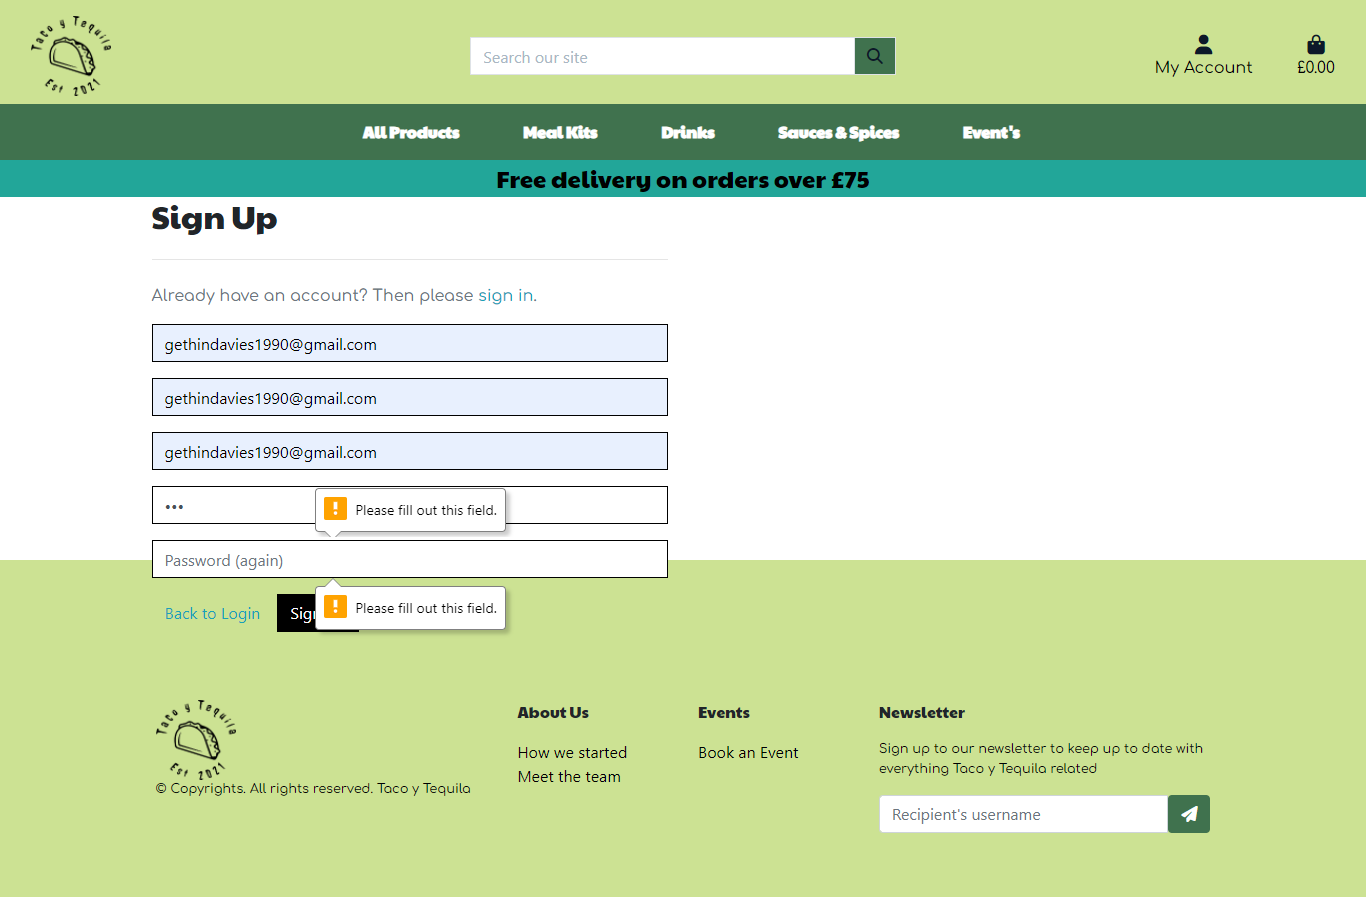 Taco y Tequila
Est 2021
Search our site
My Account
£0.00
All Products
Meal Kits
Drinks
Sauces & Spices
Event's
Free delivery on orders over £75
Sign Up
Already have an account? Then please sign in.
gethindavies1990@gmail.com
gethindavies1990@gmail.com
gethindavies1990@gmail.com
•••
Please fill out this field.
Password (again)
Back to Login
Sig
Please fill out this field.
Taco y Tequila
Est 2021
© Copyrights. All rights reserved. Taco y Tequila
About Us
How we started
Meet the team
Events
Book an Event
Newsletter
Sign up to our newsletter to keep up to date with
everything Taco y Tequila related
Recipient's username